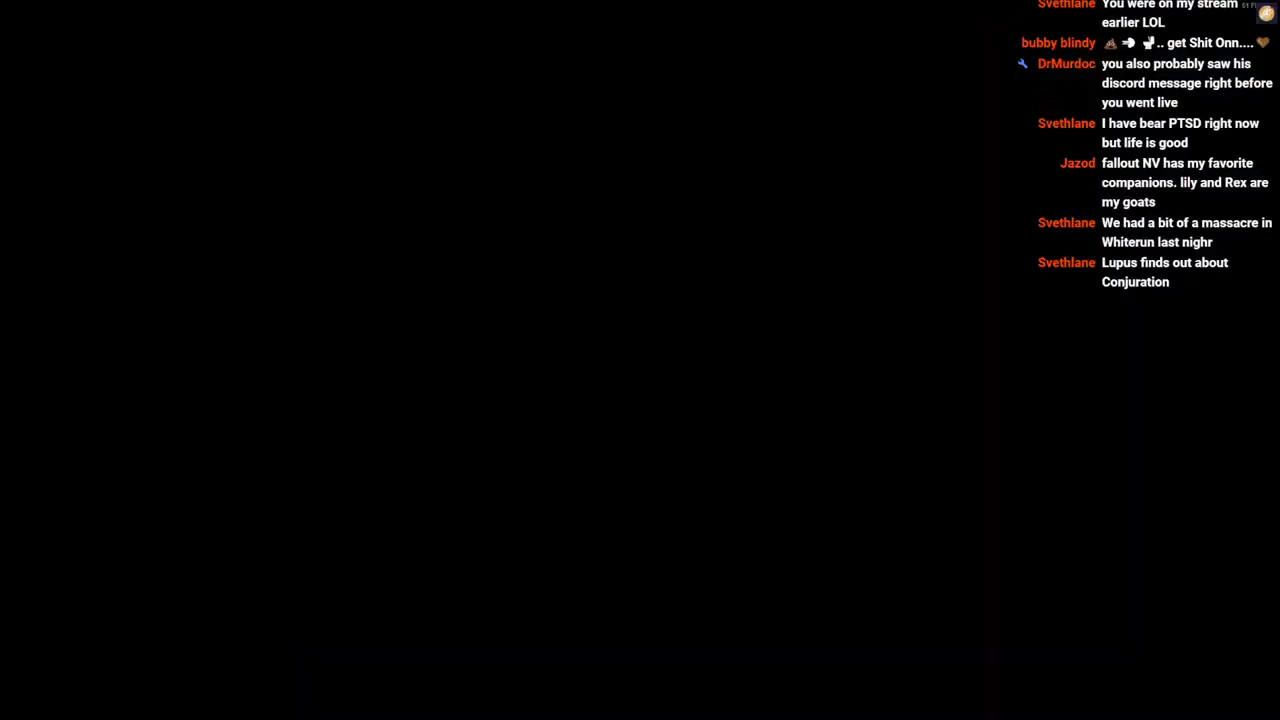 Svethlane You were on my stream
earlier LOL
bubby blindy 💩 💨 🚽.. get Shit Onn.... 🤎
DrMurdoc you also probably saw his
discord message right before
you went live
Svethlane I have bear PTSD right now
but life is good
Jazod fallout NV has my favorite
companions. lily and Rex are
my goats
Svethlane We had a bit of a massacre in
Whiterun last nighr
Svethlane Lupus finds out about
Conjuration